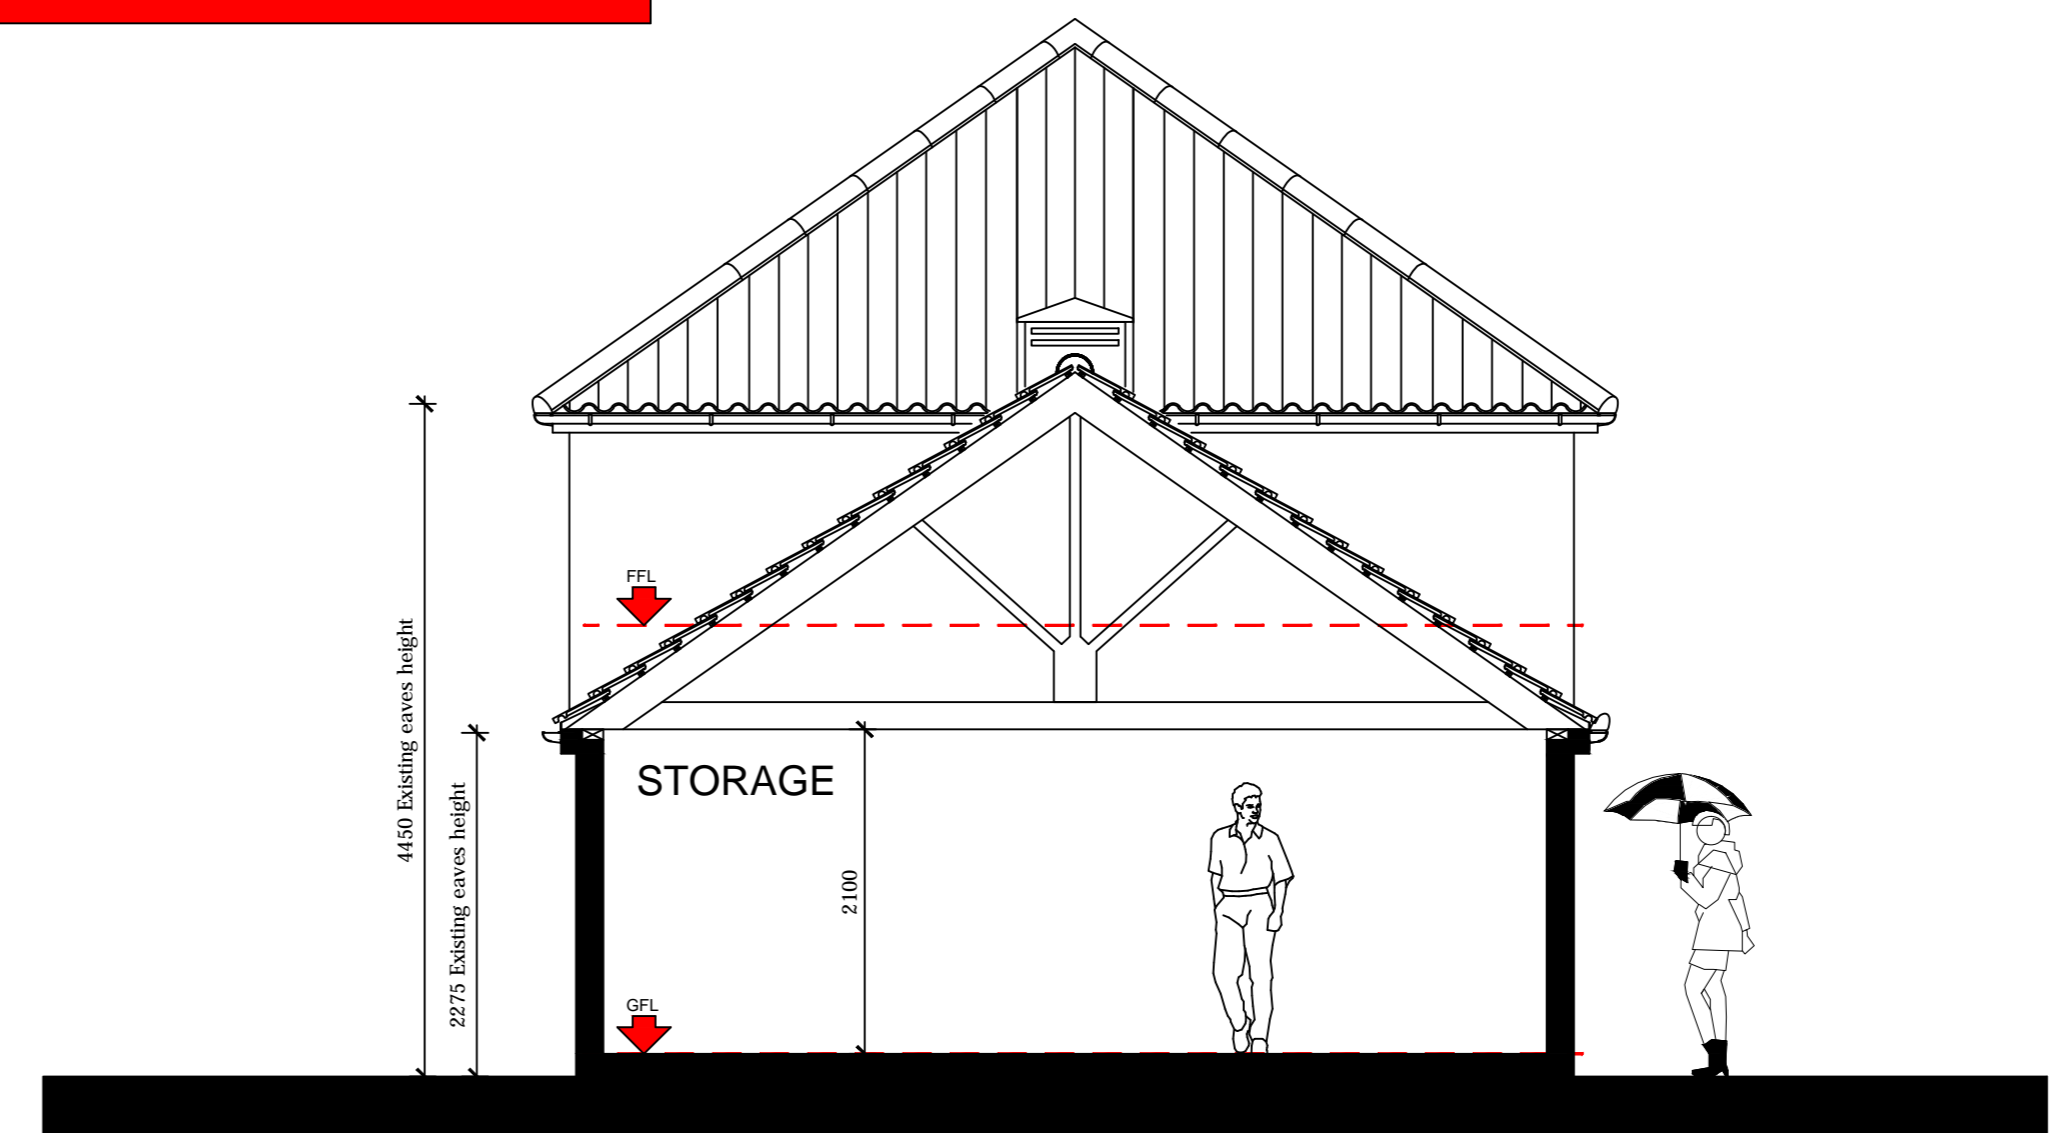 FFL
4450 Existing eaves height
2275 Existing eaves height
STORAGE
2100
GFL